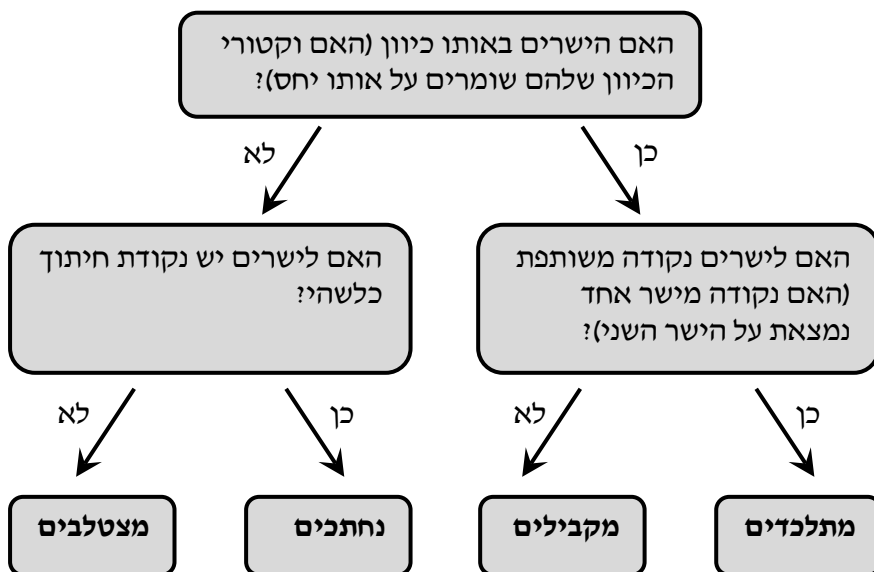 האם הישרים באותו כיוון (האם וקטורי
הכיוון שלהם שומרים על אותו יחס)?
כן
לא
האם לישרים נקודה משותפת
(האם נקודה מישר אחד
נמצאת על הישר השני)?
האם לישרים יש נקודת חיתוך
כלשהי?
כן
לא
כן
לא
מתלכדים
מקבילים
נחתכים
מצטלבים